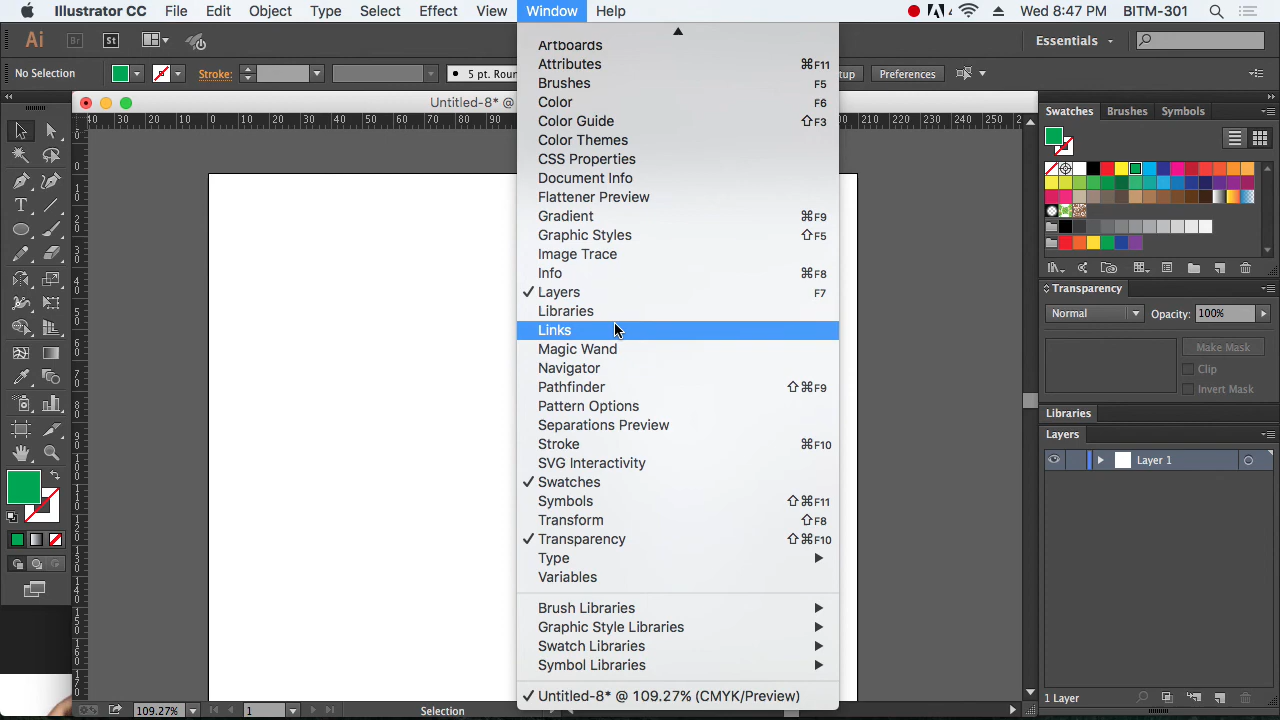 Illustrator CC File Edit Object Type Select Effect View Window Help Wed 8:47 PM BITM-301
Ai Br St Essentials
No Selection Stroke: 5 pt. Roun Preferences
Untitled-8* @
Artboards
Attributes ⌘F11
Brushes F5
Color F6
Color Guide ⇧F3
Color Themes
CSS Properties
Document Info
Flattener Preview
Gradient ⌘F9
Graphic Styles ⇧F5
Image Trace
Info ⌘F8
✓ Layers F7
Libraries
Links
Magic Wand
Navigator
Pathfinder ⇧⌘F9
Pattern Options
Separations Preview
Stroke ⌘F10
SVG Interactivity
✓ Swatches
Symbols ⇧⌘F11
Transform ⇧F8
✓ Transparency ⇧⌘F10
Type
Variables
Brush Libraries
Graphic Style Libraries
Swatch Libraries
Symbol Libraries
✓ Untitled-8* @ 109.27% (CMYK/Preview)
Swatches Brushes Symbols
Transparency
Normal Opacity: 100%
Make Mask
Clip
Invert Mask
Libraries
Layers
Layer 1
1 Layer
109.27% 1 Selection